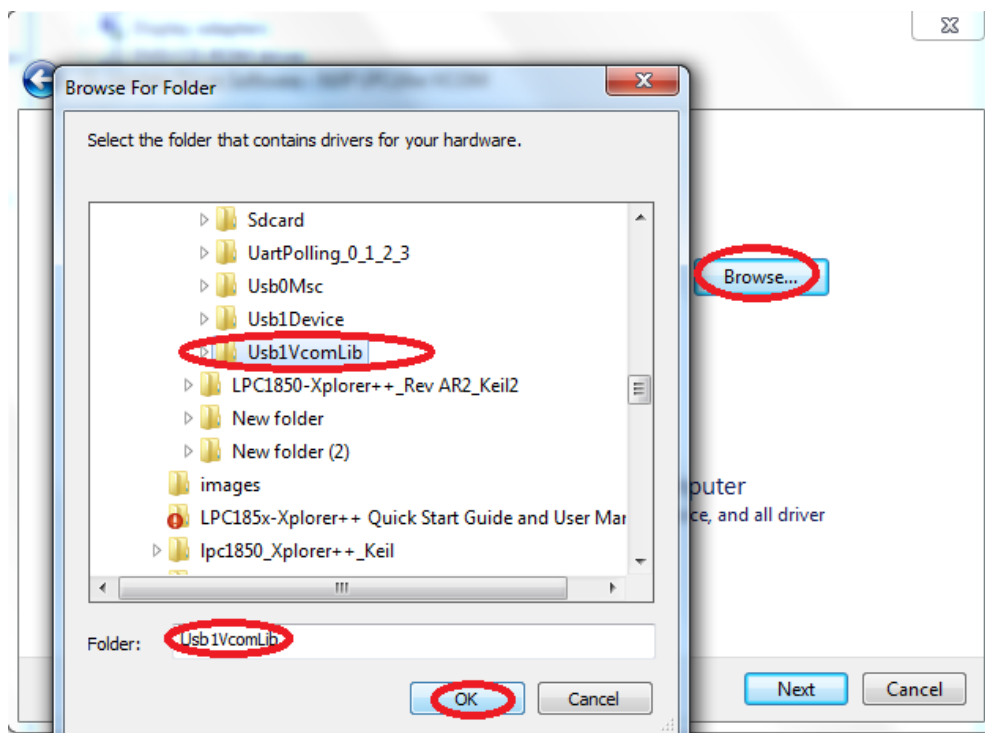 Browse For Folder
Select the folder that contains drivers for your hardware.
Sdcard
UartPolling_0_1_2_3
Usb0Msc
Usb1Device
Usb1VcomLib
LPC1850-Xplorer++_Rev AR2_Keil2
New folder
New folder (2)
images
LPC185x-Xplorer++ Quick Start Guide and User Mar
lpc1850_Xplorer++_Keil
Folder: Usb1VcomLib
OK Cancel
Browse...
puter
ce, and all driver
Next Cancel